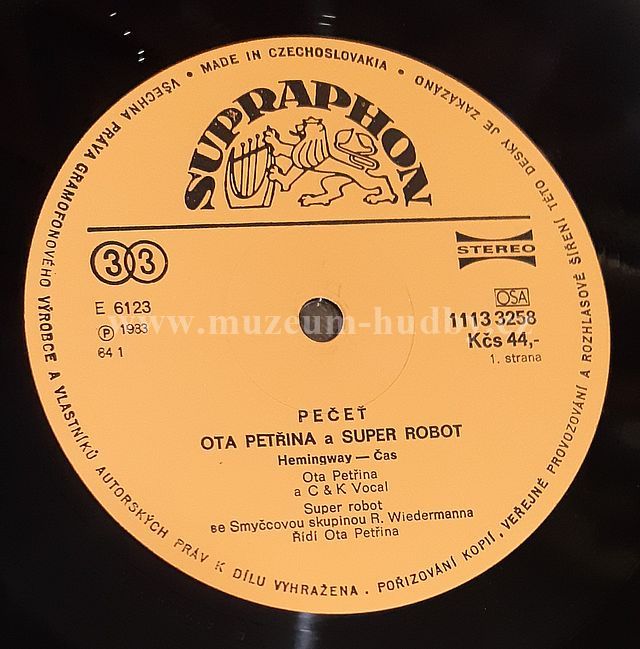 VŠECHNA PRÁVA GRAMOFONOVÉHO VÝROBCE A VLASTNÍKŮ AUTORSKÝCH PRÁV K DÍLU VYHRAŽENA · POŘIZOVÁNÍ KOPIÍ, VEŘEJNÉ PROVOZOVÁNÍ A ROZHLASOVÉ ŠÍŘENÍ TÉTO DESKY JE ZAKÁZÁNO • MADE IN CZECHOSLOVAKIA •
SUPRAPHON
33
STEREO
E 6123
OSA
Ⓟ 1983
1113 3258
64 1
Kčs 44,-
1. strana
www.muzeum-hudby.cz
PEČEŤ
OTA PETŘINA a SUPER ROBOT
Hemingway — Čas
Ota Petřina
a C & K Vocal
Super robot
se Smyčcovou skupinou R. Wiedermanna
Řídí Ota Petřina